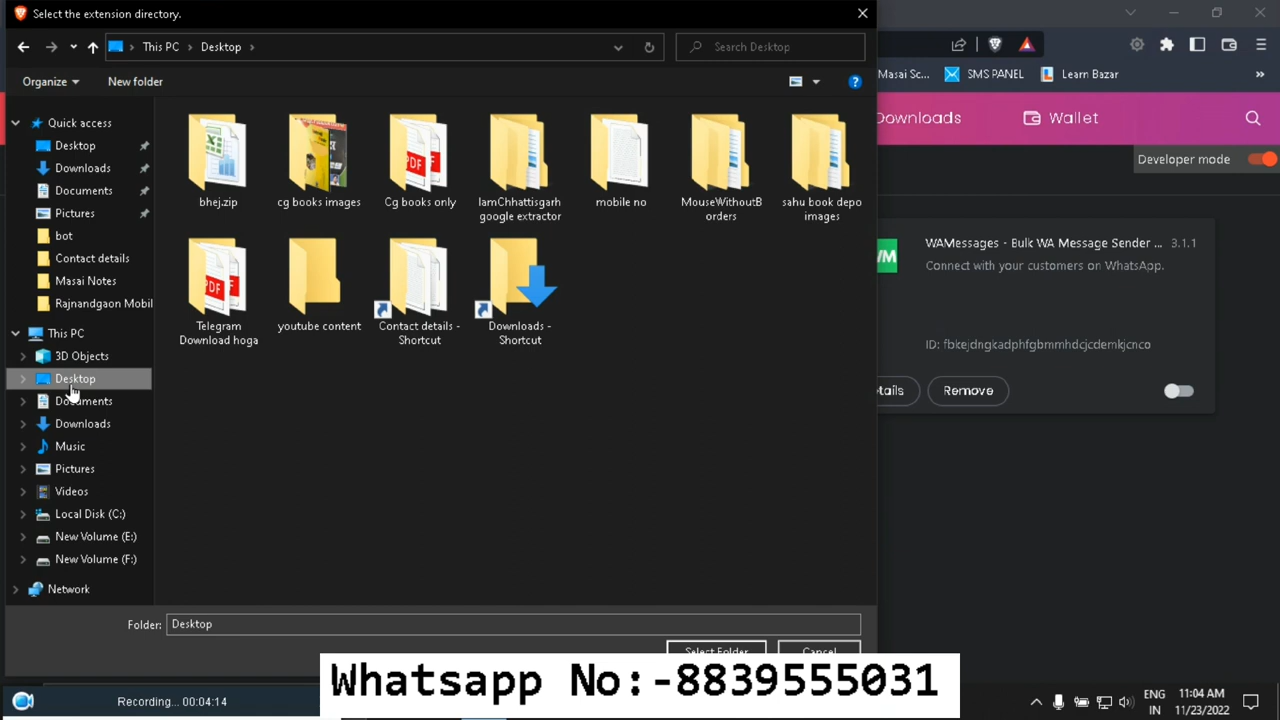 Select the extension directory.
This PC
Desktop
Search Desktop
Organize
New folder
Quick access
Desktop
Downloads
Documents
Pictures
bot
Contact details
Masai Notes
Rajnandgaon Mobil
This PC
3D Objects
Desktop
Documents
Downloads
Music
Pictures
Videos
Local Disk (C:)
New Volume (E:)
New Volume (F:)
Network
bhej.zip
cg books images
Cg books only
IamChhattisgarh
google extractor
mobile no
MouseWithoutB
orders
sahu book depo
images
Telegram
Download hoga
youtube content
Contact details -
Shortcut
Downloads -
Shortcut
Folder:
Desktop
Select Folder
Cancel
Masai Sc...
SMS PANEL
Learn Bazar
»
Downloads
Wallet
Developer mode
WAMessages - Bulk WA Message Sender ...
3.1.1
Connect with your customers on WhatsApp.
ID: fbkejdngkadphfgbmmhdcjcdemkjcnco
tails
Remove
Whatsapp No:-8839555031
Recording... 00:04:14
ENG
IN
11:04 AM
11/23/2022